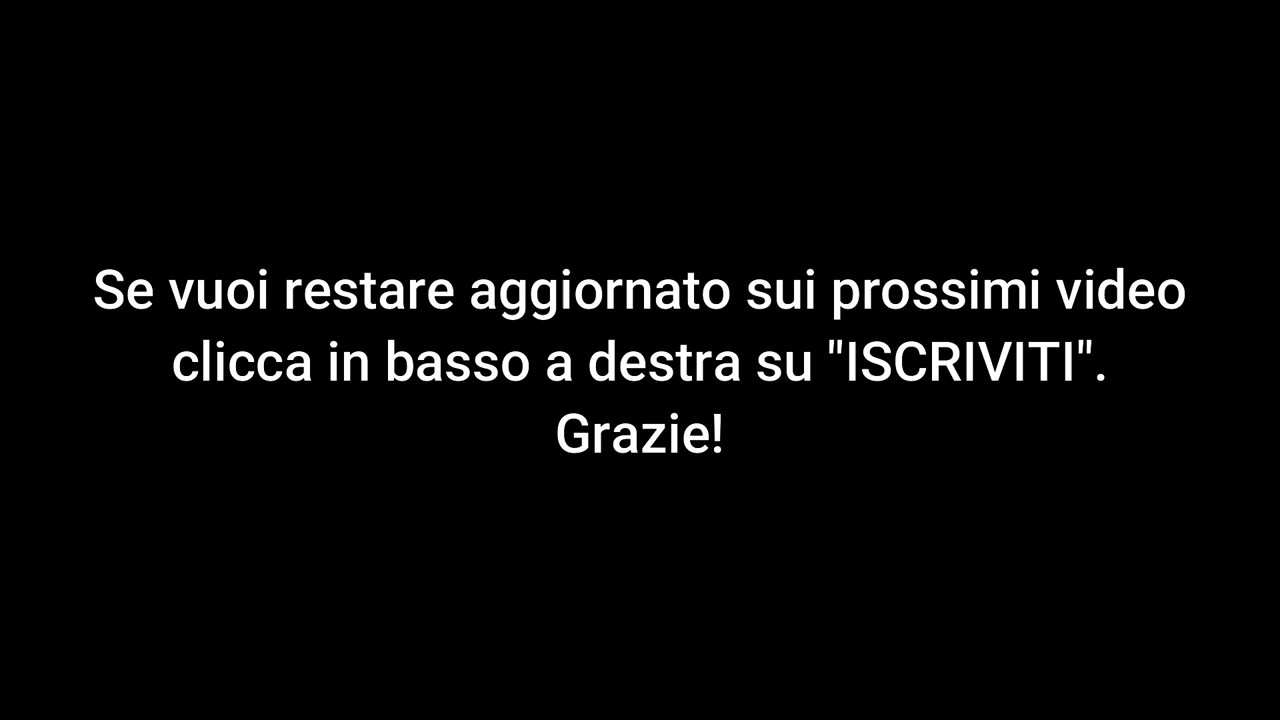 Se vuoi restare aggiornato sui prossimi video
clicca in basso a destra su "ISCRIVITI".
Grazie!